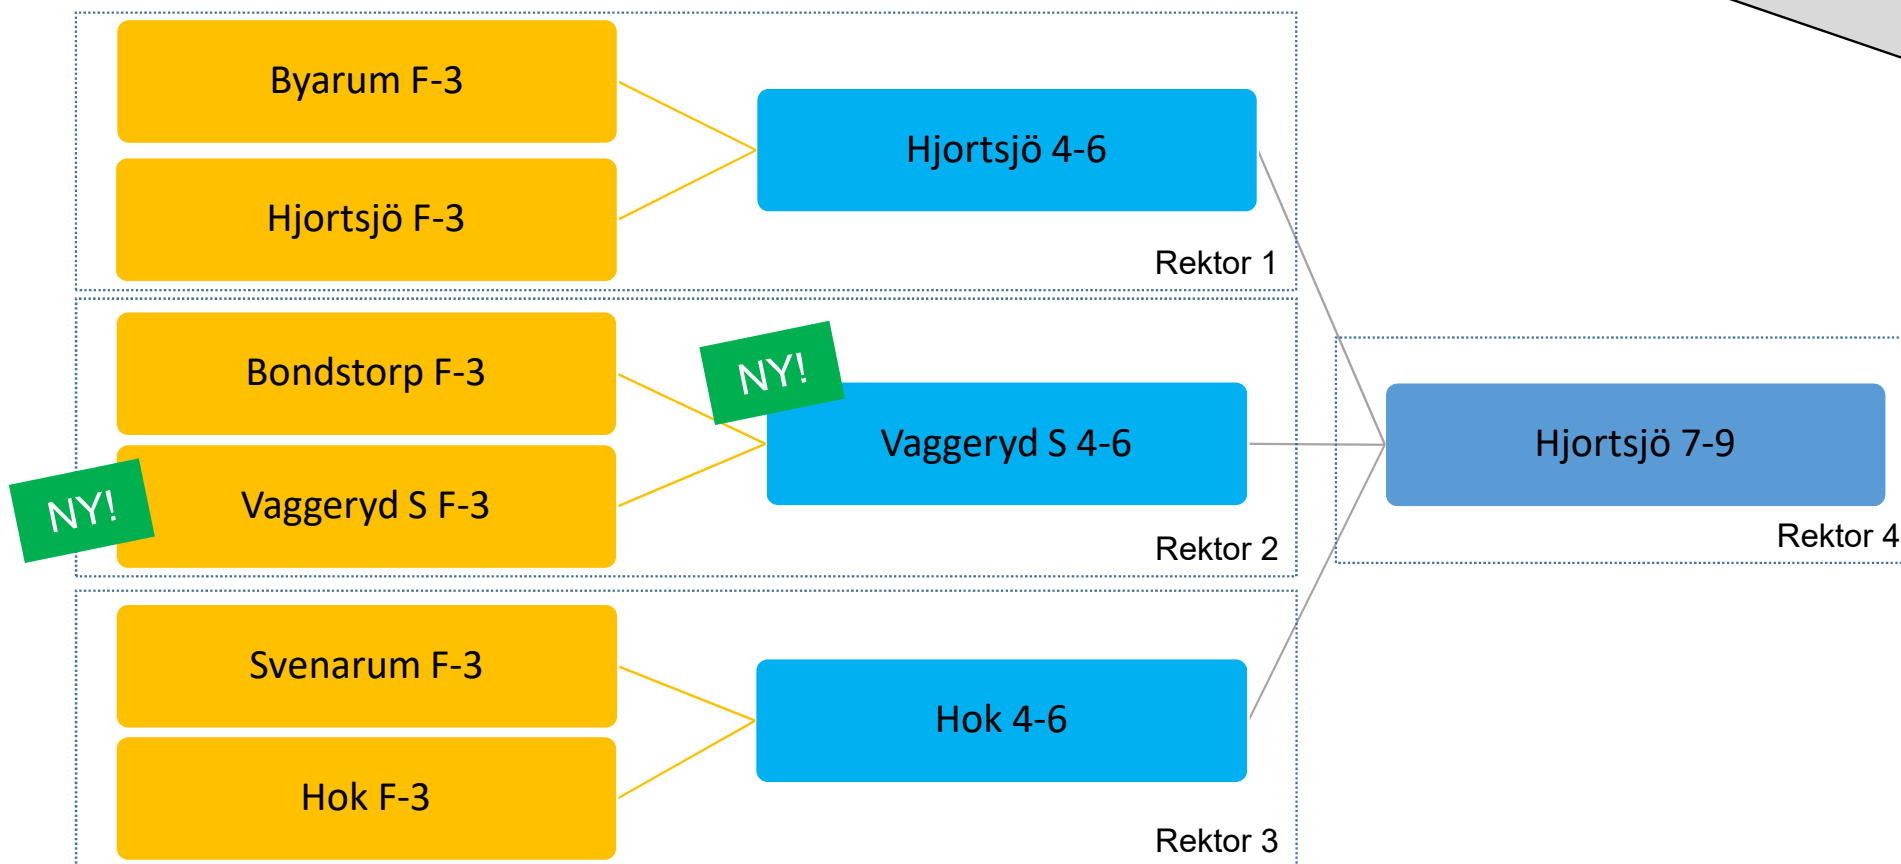 Byarum F-3
Hjortsjö F-3
Hjortsjö 4-6
Rektor 1
Bondstorp F-3
NY!
Vaggeryd S F-3
NY!
Vaggeryd S 4-6
Rektor 2
Svenarum F-3
Hok F-3
Hok 4-6
Rektor 3
Hjortsjö 7-9
Rektor 4